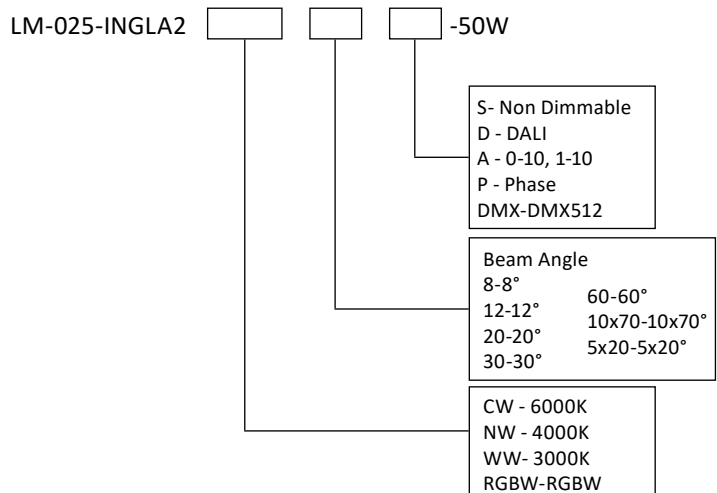 LM-025-INGLA2 -50W
S- Non Dimmable
D - DALI
A - 0-10, 1-10
P - Phase
DMX-DMX512
Beam Angle
8-8°
12-12°
20-20°
30-30°
60-60°
10x70-10x70°
5x20-5x20°
CW - 6000K
NW - 4000K
WW- 3000K
RGBW-RGBW